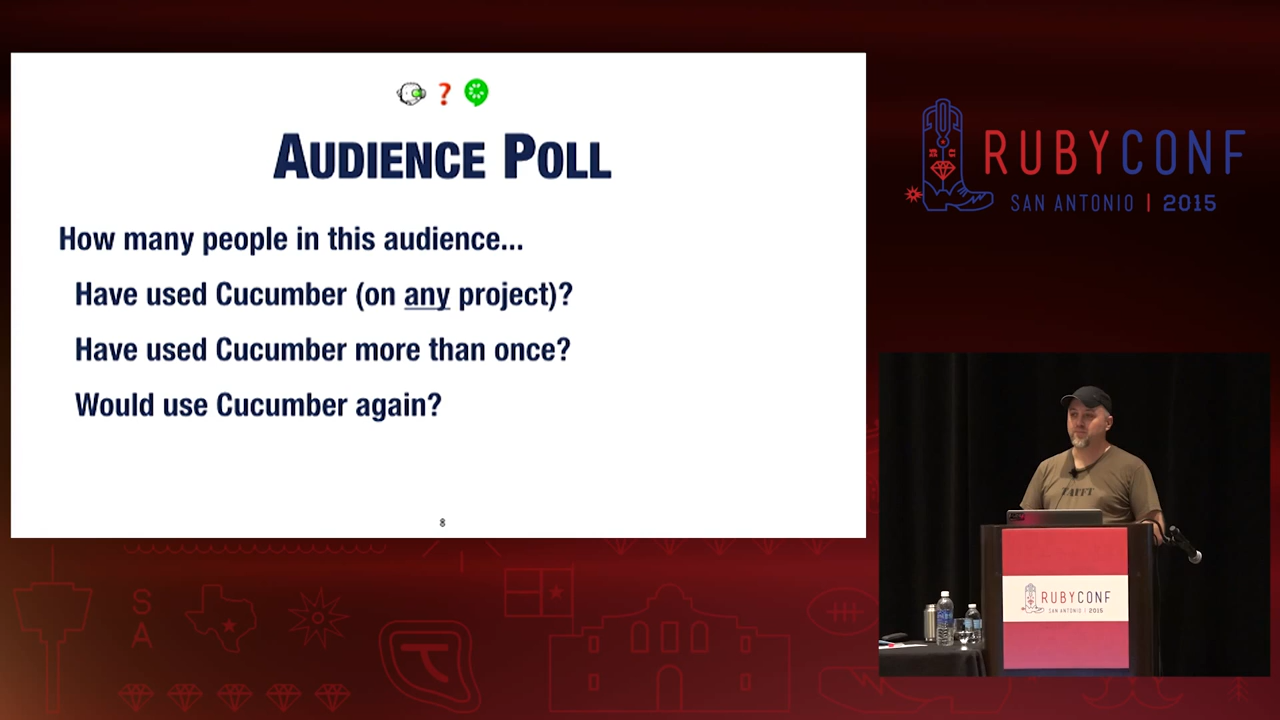 ?
AUDIENCE POLL
How many people in this audience...
Have used Cucumber (on any project)?
Have used Cucumber more than once?
Would use Cucumber again?
8
RUBYCONF
SAN ANTONIO | 2015
TAFFT
RUBYCONF
SAN ANTONIO | 2015
S
A